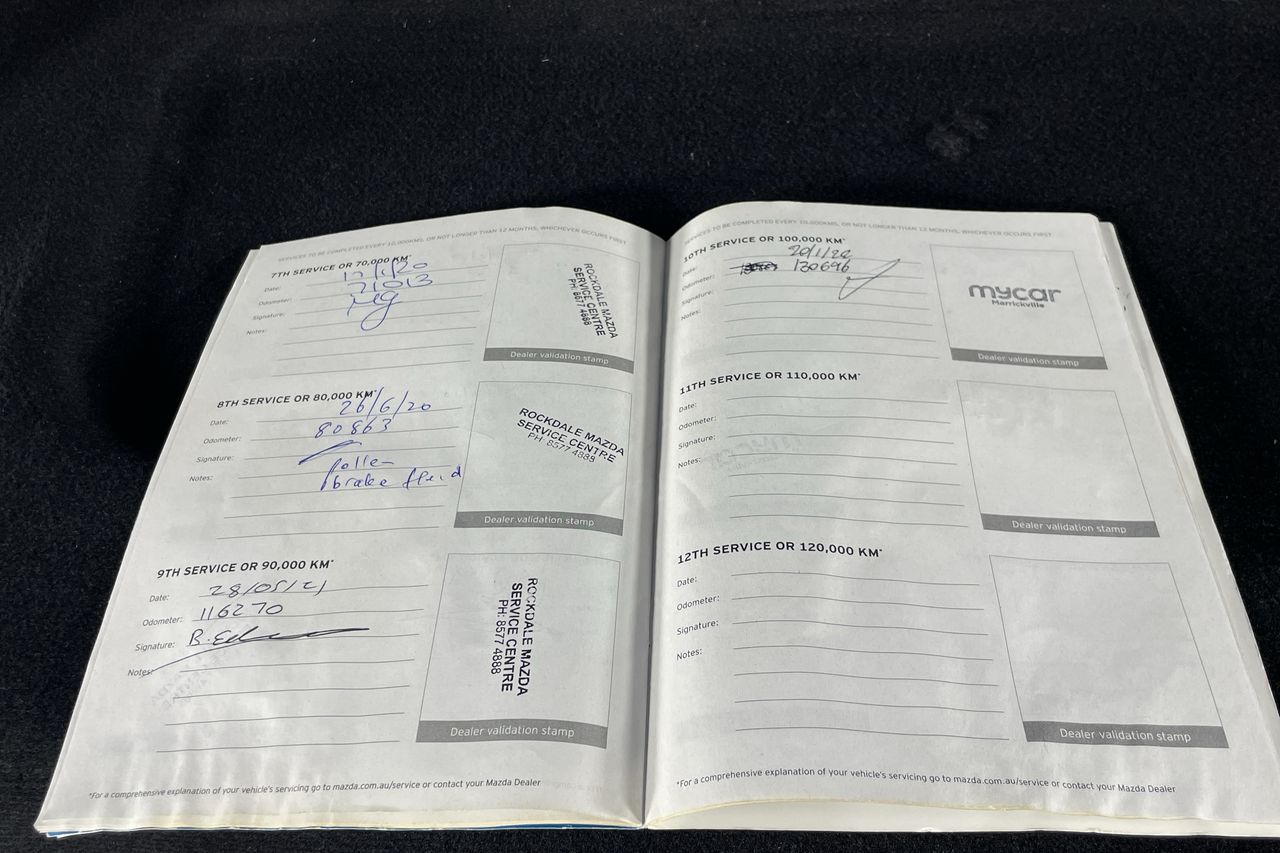 SERVICES TO BE COMPLETED EVERY 10,000KMS, OR NOT LONGER THAN 12 MONTHS, WHICHEVER OCCURS FIRST
7TH SERVICE OR 70,000 KM*
Date: 17/1/20
Odometer: 71013
Signature:
Notes:
ROCKDALE MAZDA
SERVICE CENTRE
PH: 8577 4888
Dealer validation stamp
8TH SERVICE OR 80,000 KM*
Date: 26/6/20
Odometer: 80863
Signature:
Notes: pollen
brake fluid
ROCKDALE MAZDA
SERVICE CENTRE
PH: 8577 4888
Dealer validation stamp
9TH SERVICE OR 90,000 KM*
Date: 28/05/21
Odometer: 116270
Signature:
Notes:
ROCKDALE MAZDA
SERVICE CENTRE
PH: 8577 4888
Dealer validation stamp
*For a comprehensive explanation of your vehicle's servicing go to mazda.com.au/service or contact your Mazda Dealer
SERVICES TO BE COMPLETED EVERY 10,000KMS, OR NOT LONGER THAN 12 MONTHS, WHICHEVER OCCURS FIRST
10TH SERVICE OR 100,000 KM*
Date: 20/1/22
Odometer: 130696
Signature:
Notes:
mycar
Marrickville
Dealer validation stamp
11TH SERVICE OR 110,000 KM*
Date:
Odometer:
Signature:
Notes:
Dealer validation stamp
12TH SERVICE OR 120,000 KM*
Date:
Odometer:
Signature:
Notes:
Dealer validation stamp
*For a comprehensive explanation of your vehicle's servicing go to mazda.com.au/service or contact your Mazda Dealer